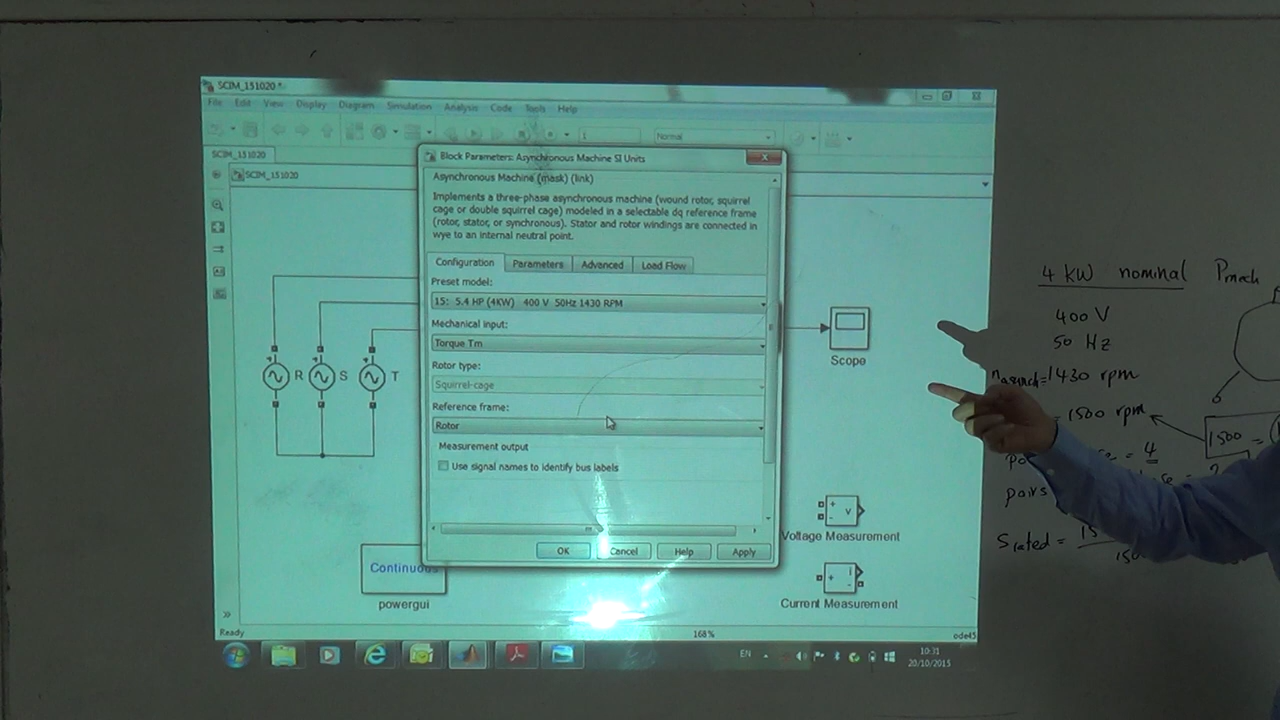 SCIM_151020 *
File Edit View Display Diagram Simulation Analysis Code Tools Help
Normal
SCIM_151020
SCIM_151020
Block Parameters: Asynchronous Machine SI Units
Asynchronous Machine (mask) (link)
Implements a three-phase asynchronous machine (wound rotor, squirrel
cage or double squirrel cage) modeled in a selectable dq reference frame
(rotor, stator, or synchronous). Stator and rotor windings are connected in
wye to an internal neutral point.
Configuration Parameters Advanced Load Flow
Preset model:
15: 5.4 HP (4KW) 400 V 50Hz 1430 RPM
Mechanical input:
Torque Tm
Rotor type:
Squirrel-cage
Reference frame:
Rotor
Measurement output
Use signal names to identify bus labels
OK Cancel Help Apply
R S T
Scope
Continuous
powergui
+ v
-
Voltage Measurement
+ i
-
Current Measurement
Ready 168% ode45
EN 10:31
20/10/2015
4 kW nominal Pmech
400 V
50 Hz
nasynch = 1430 rpm
= 1500 rpm
1500 =
= 4
pairs
Srated =